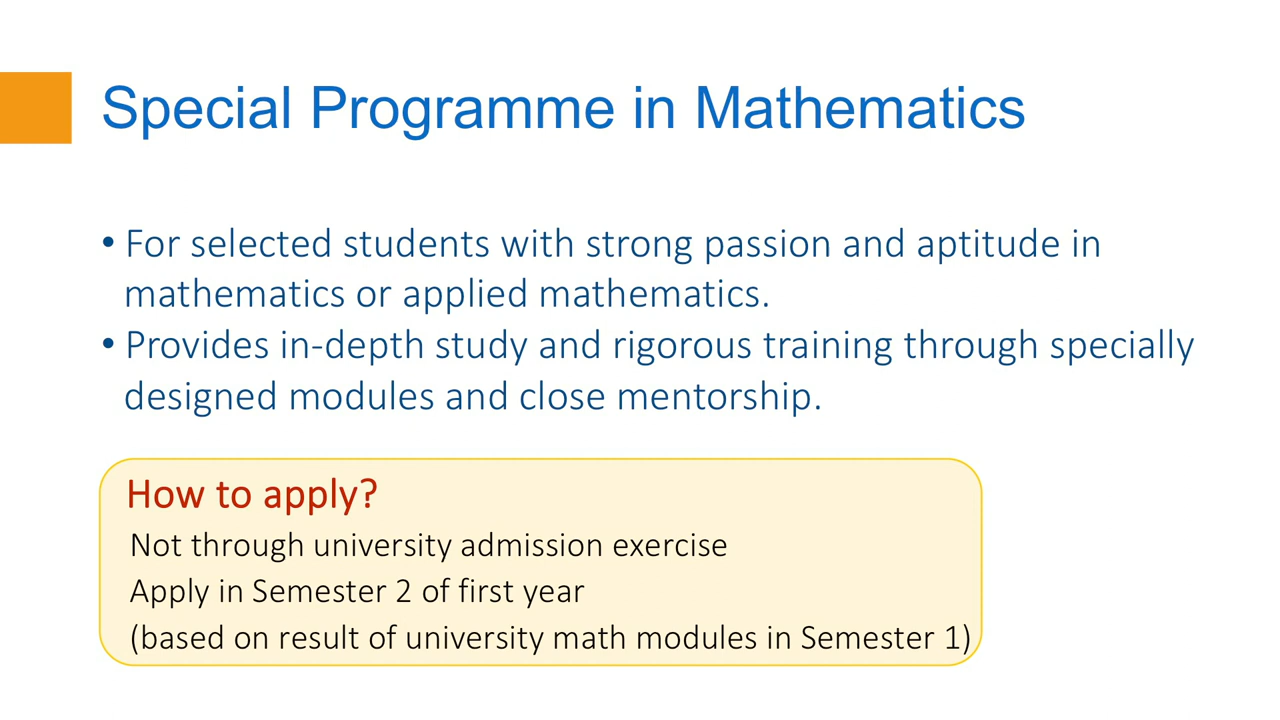 Special Programme in Mathematics
• For selected students with strong passion and aptitude in
mathematics or applied mathematics.
• Provides in-depth study and rigorous training through specially
designed modules and close mentorship.
How to apply?
Not through university admission exercise
Apply in Semester 2 of first year
(based on result of university math modules in Semester 1)